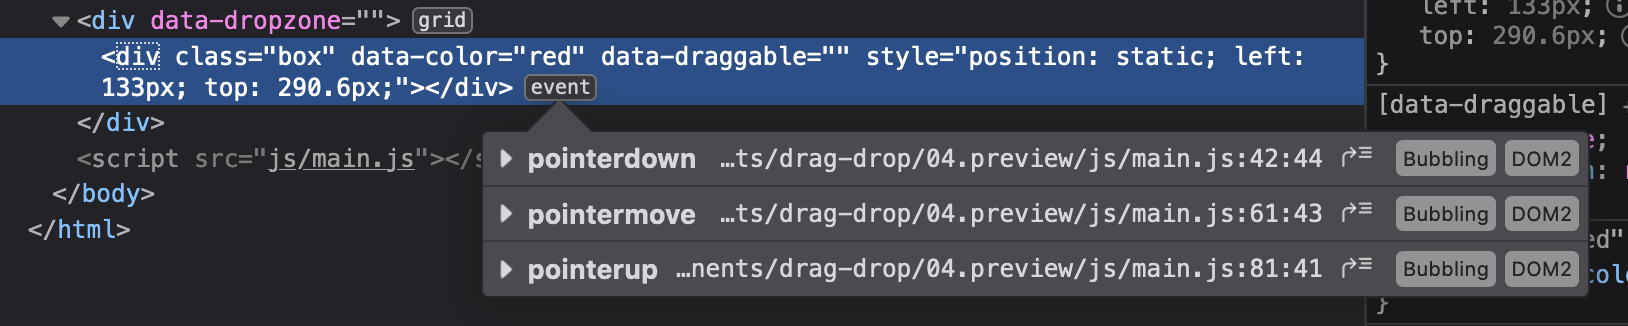 <div data-dropzone=""> grid
<div class="box" data-color="red" data-draggable="" style="position: static; left:
133px; top: 290.6px;"></div> event
</div>
<script src="js/main.js"></s
</body>
</html>
pointerdown …ts/drag-drop/04.preview/js/main.js:42:44 Bubbling DOM2
pointermove …ts/drag-drop/04.preview/js/main.js:61:43 Bubbling DOM2
pointerup …nents/drag-drop/04.preview/js/main.js:81:41 Bubbling DOM2
left: 133px;
top: 290.6px;
}
[data-draggable]
e;
n:
ed"
colo
}